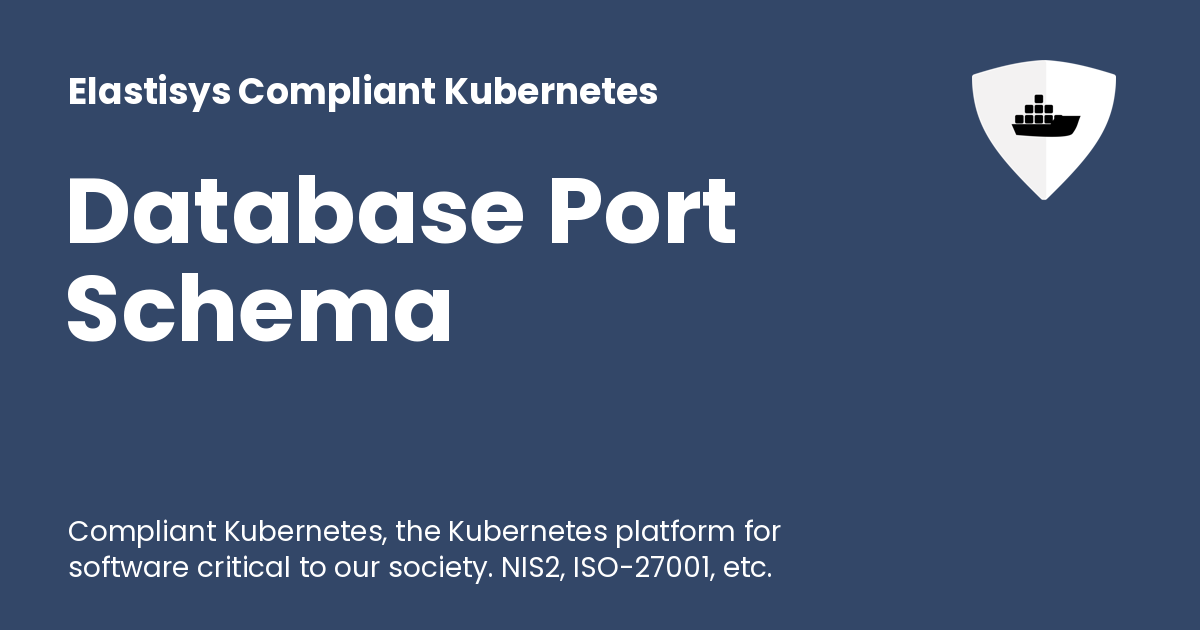 Elastisys Compliant Kubernetes
Database Port
Schema
Compliant Kubernetes, the Kubernetes platform for
software critical to our society. NIS2, ISO-27001, etc.